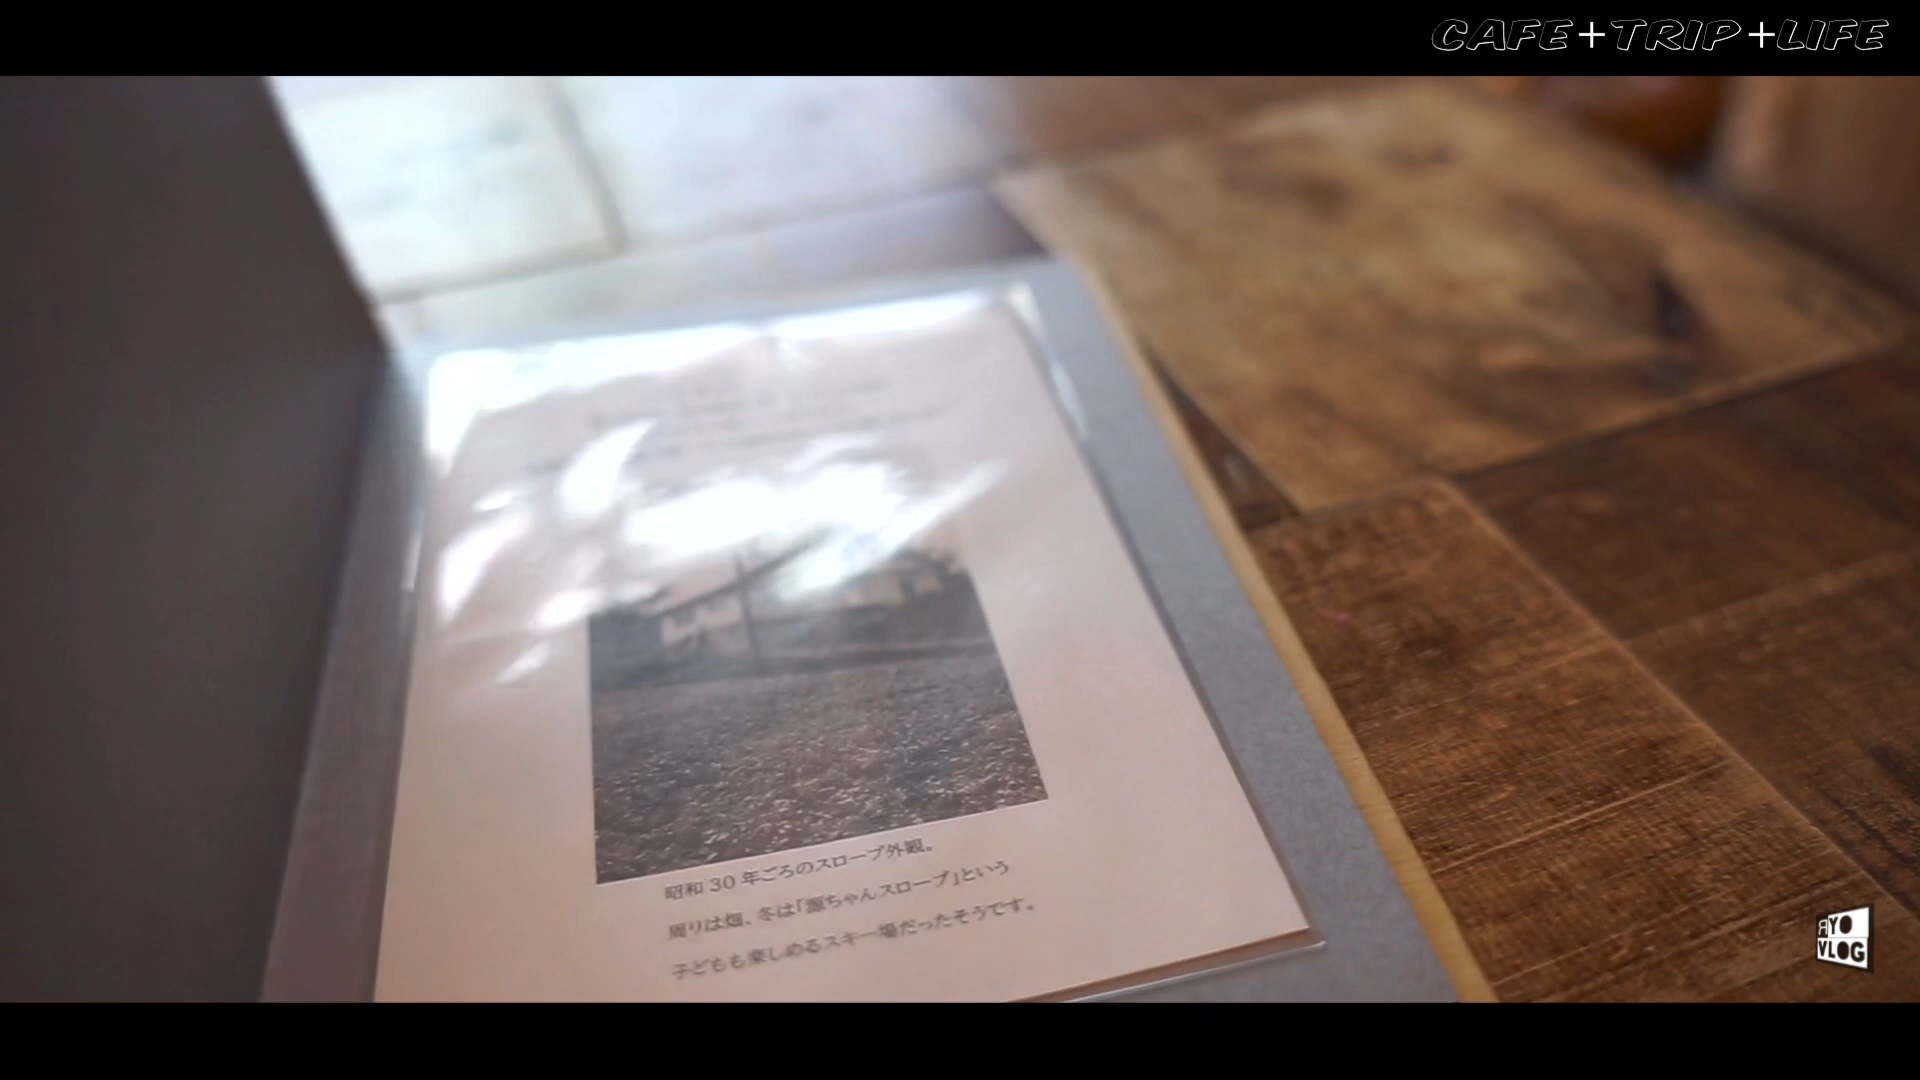 CAFE+TRIP+LIFE
昭和 30 年ごろのスロープ外観。
周りは畑、冬は「源ちゃんスロープ」という
子どもも楽しめるスキー場だったそうです。
RYO
VLOG